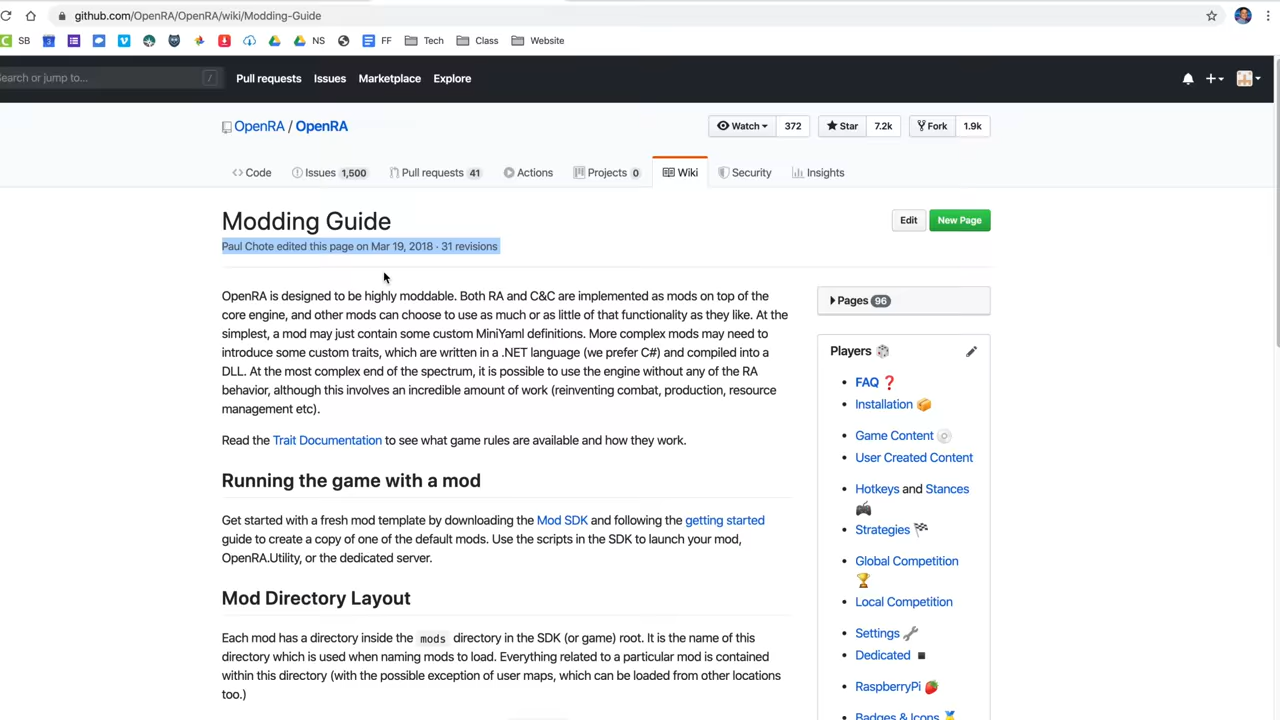 github.com/OpenRA/OpenRA/wiki/Modding-Guide
SB NS FF Tech Class Website
Search or jump to... / Pull requests Issues Marketplace Explore
OpenRA / OpenRA Watch 372 Star 7.2k Fork 1.9k
Code Issues 1,500 Pull requests 41 Actions Projects 0 Wiki Security Insights
Modding Guide
Edit New Page
Paul Chote edited this page on Mar 19, 2018 · 31 revisions
OpenRA is designed to be highly moddable. Both RA and C&C are implemented as mods on top of the
core engine, and other mods can choose to use as much or as little of that functionality as they like. At the
simplest, a mod may just contain some custom MiniYaml definitions. More complex mods may need to
introduce some custom traits, which are written in a .NET language (we prefer C#) and compiled into a
DLL. At the most complex end of the spectrum, it is possible to use the engine without any of the RA
behavior, although this involves an incredible amount of work (reinventing combat, production, resource
management etc).
Read the Trait Documentation to see what game rules are available and how they work.
Running the game with a mod
Get started with a fresh mod template by downloading the Mod SDK and following the getting started
guide to create a copy of one of the default mods. Use the scripts in the SDK to launch your mod,
OpenRA.Utility, or the dedicated server.
Mod Directory Layout
Each mod has a directory inside the mods directory in the SDK (or game) root. It is the name of this
directory which is used when naming mods to load. Everything related to a particular mod is contained
within this directory (with the possible exception of user maps, which can be loaded from other locations
too.)
Pages 96
Players
FAQ
Installation
Game Content
User Created Content
Hotkeys and Stances
Strategies
Global Competition
Local Competition
Settings
Dedicated
RaspberryPi
Badges & Icons